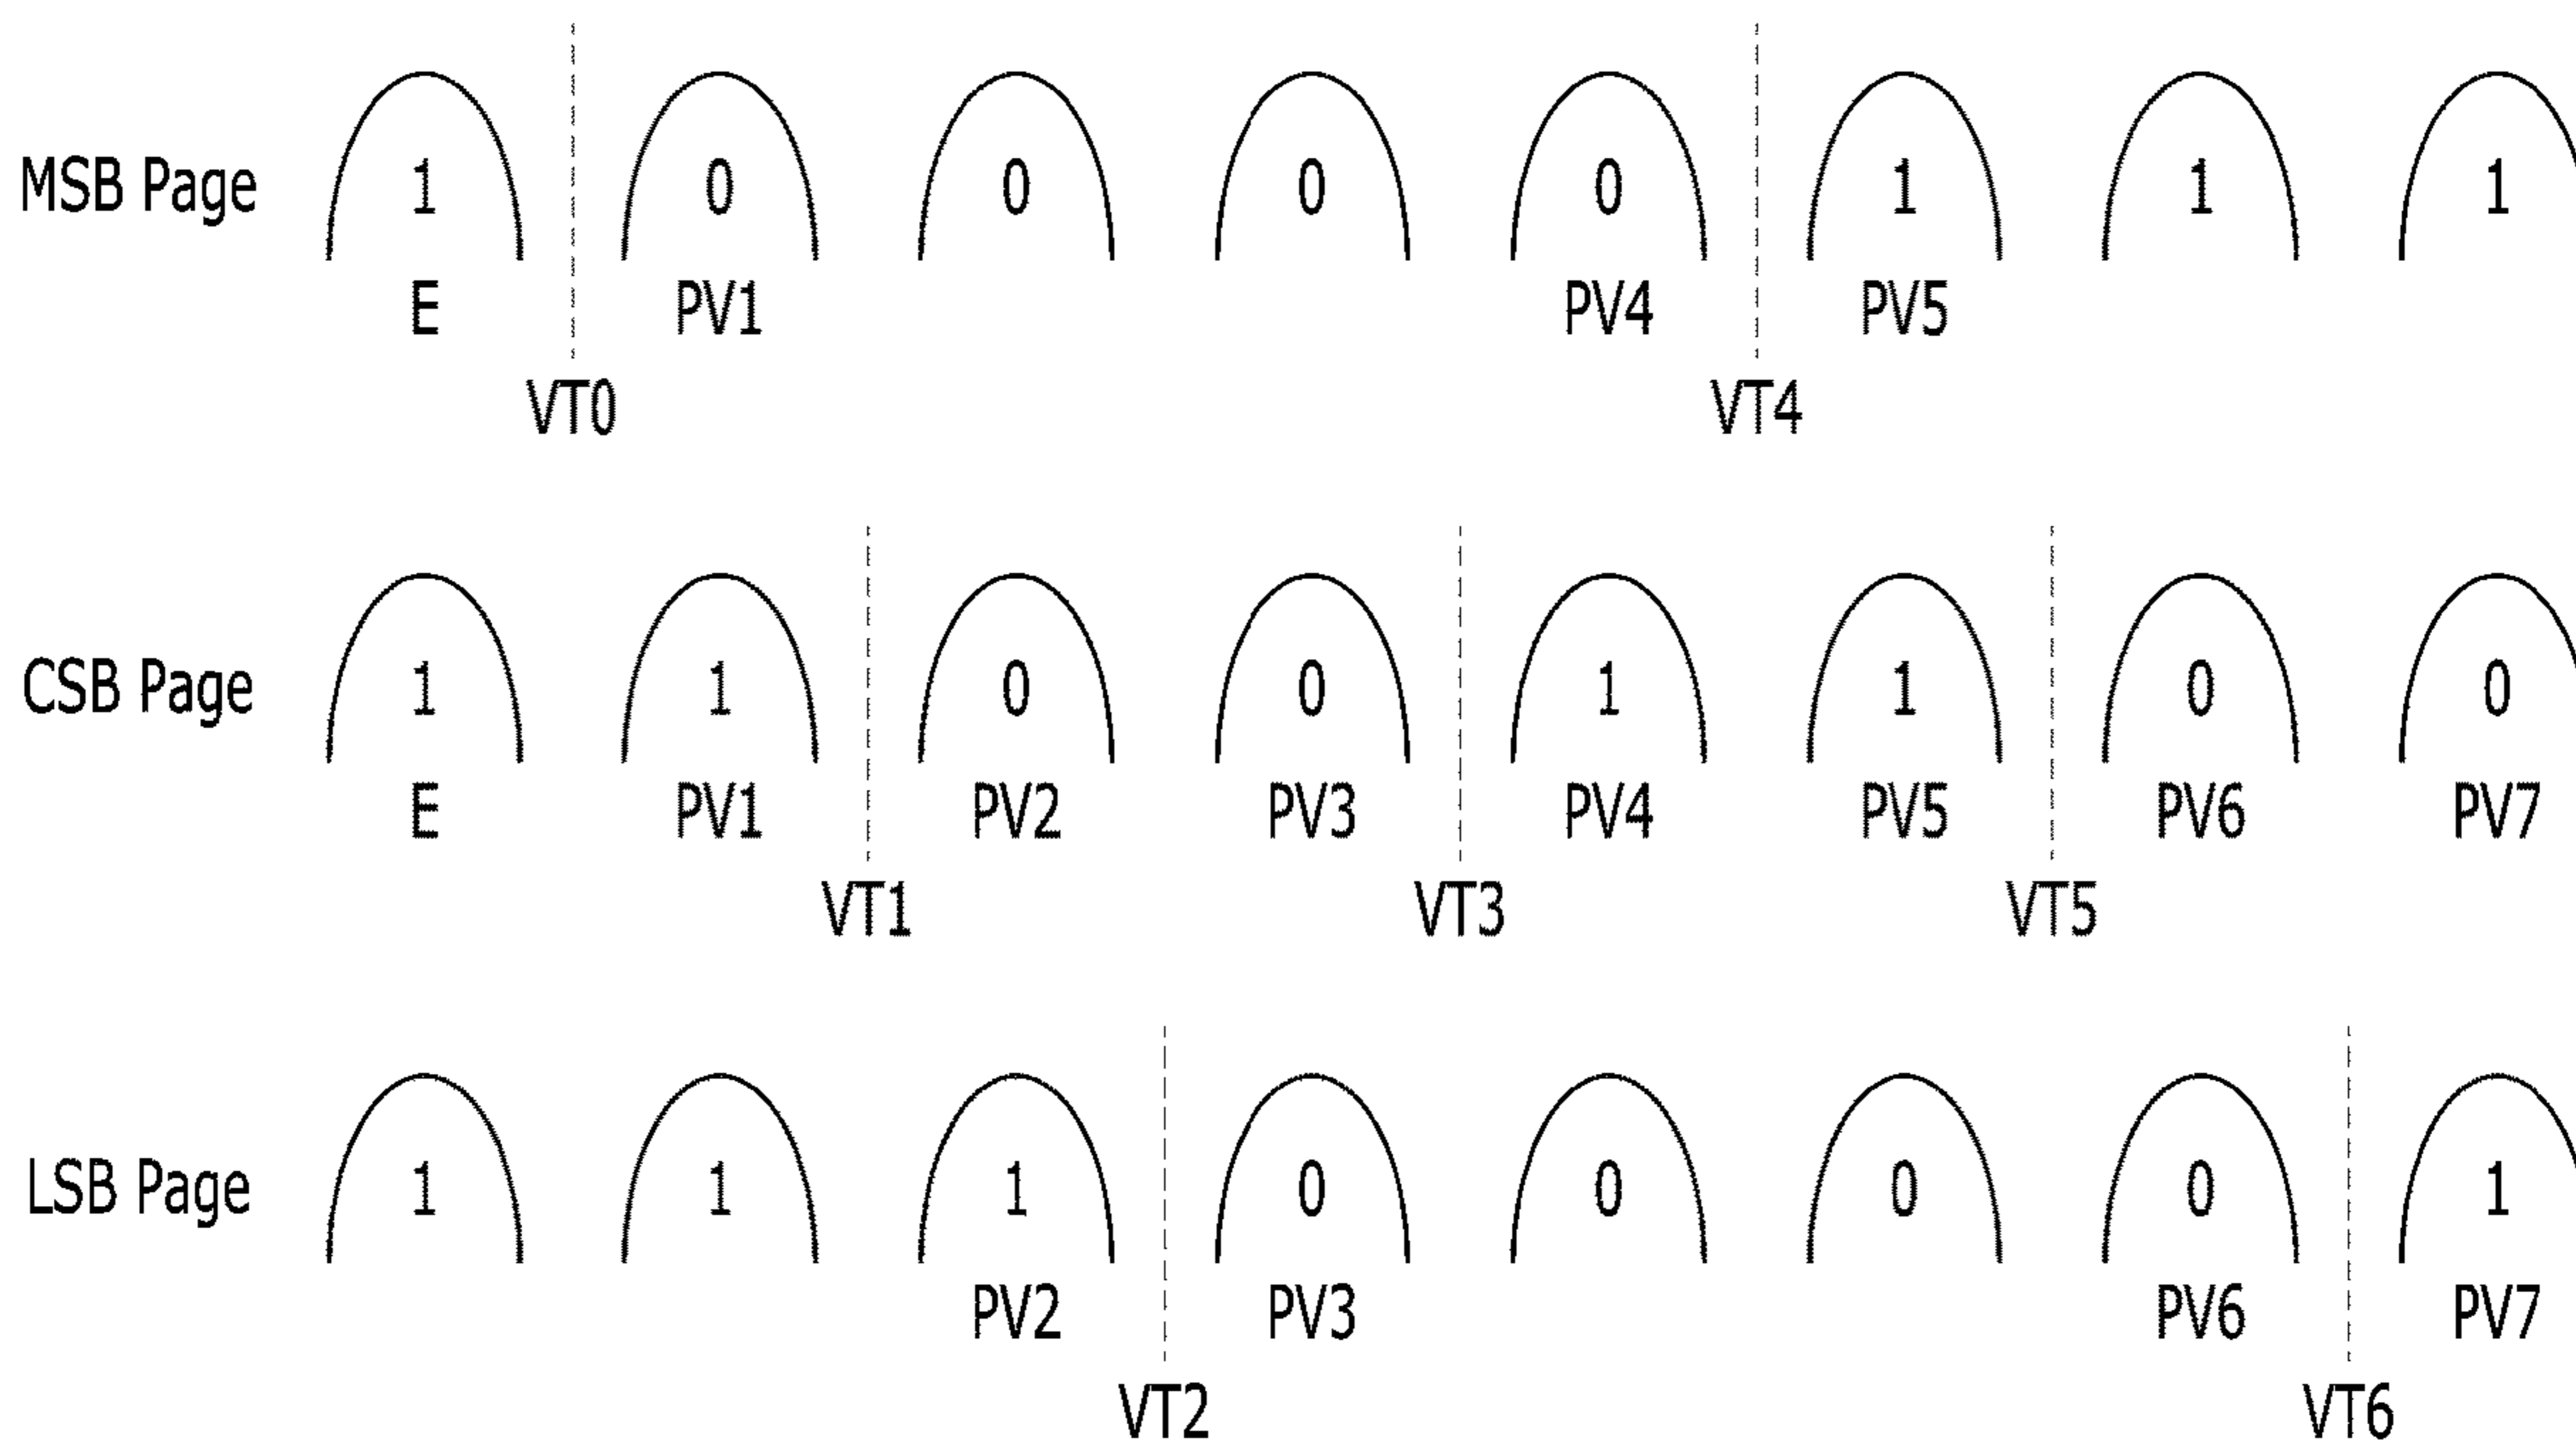 MSB Page 1 0 0 0 0 1 1 1
E PV1 PV4 PV5
VT0 VT4
CSB Page 1 1 0 0 1 1 0 0
E PV1 PV2 PV3 PV4 PV5 PV6 PV7
VT1 VT3 VT5
LSB Page 1 1 1 0 0 0 0 1
PV2 PV3 PV6 PV7
VT2 VT6